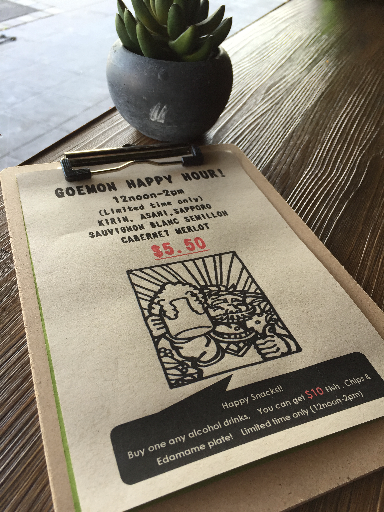 GOEMON HAPPY HOUR!
12noon-2pm
(Limited time only)
KIRIN, ASAHI, SAPPORO
SAUVIGNON BLANC SEMILLON
CABERNET MERLOT
$5.50
Happy Snacks!!
Buy one any alcohol drinks, You can get $10 Fish, Chips &
Edamame plate! Limited time only (12noon-2pm)